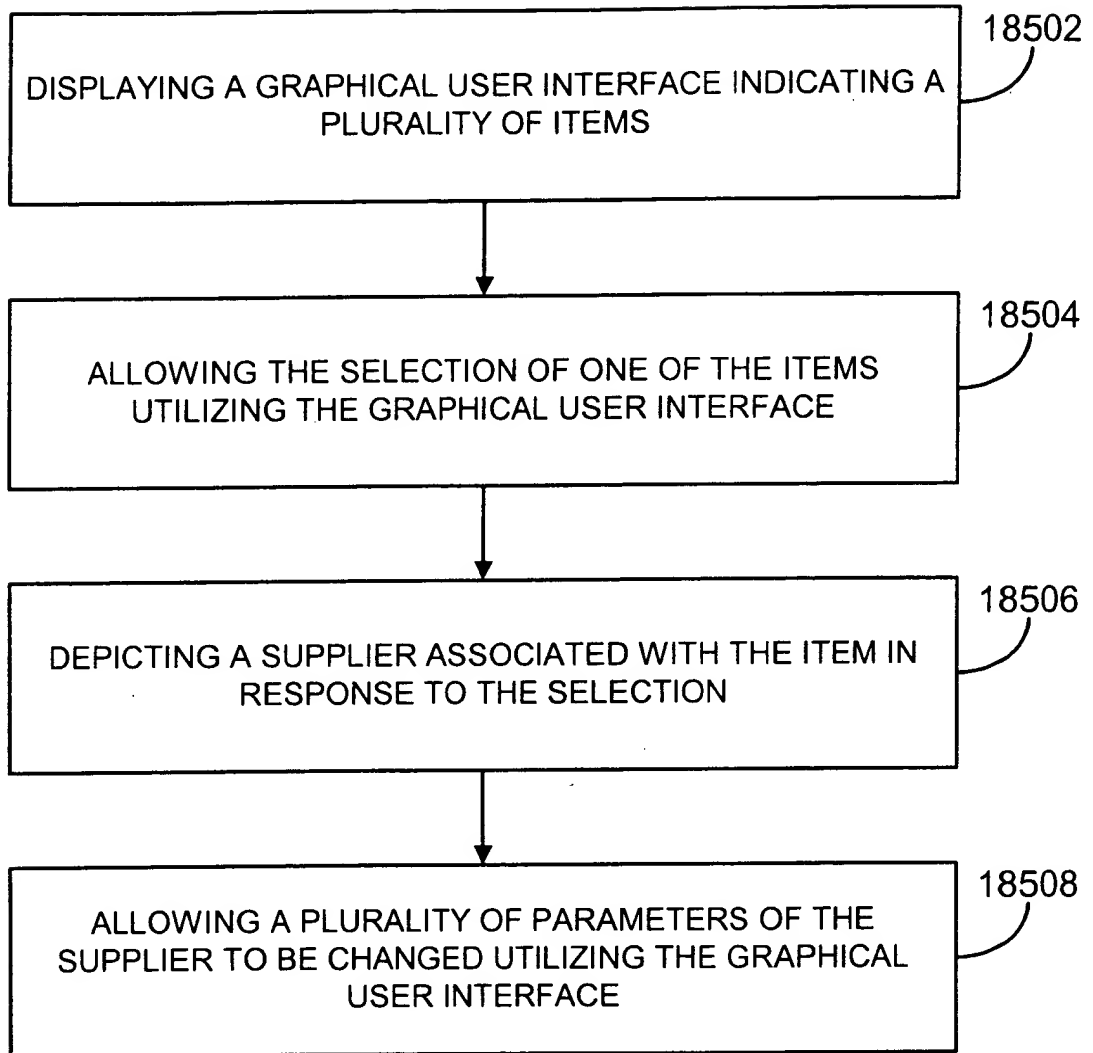 18502
DISPLAYING A GRAPHICAL USER INTERFACE INDICATING A
PLURALITY OF ITEMS
18504
ALLOWING THE SELECTION OF ONE OF THE ITEMS
UTILIZING THE GRAPHICAL USER INTERFACE
18506
DEPICTING A SUPPLIER ASSOCIATED WITH THE ITEM IN
RESPONSE TO THE SELECTION
18508
ALLOWING A PLURALITY OF PARAMETERS OF THE
SUPPLIER TO BE CHANGED UTILIZING THE GRAPHICAL
USER INTERFACE